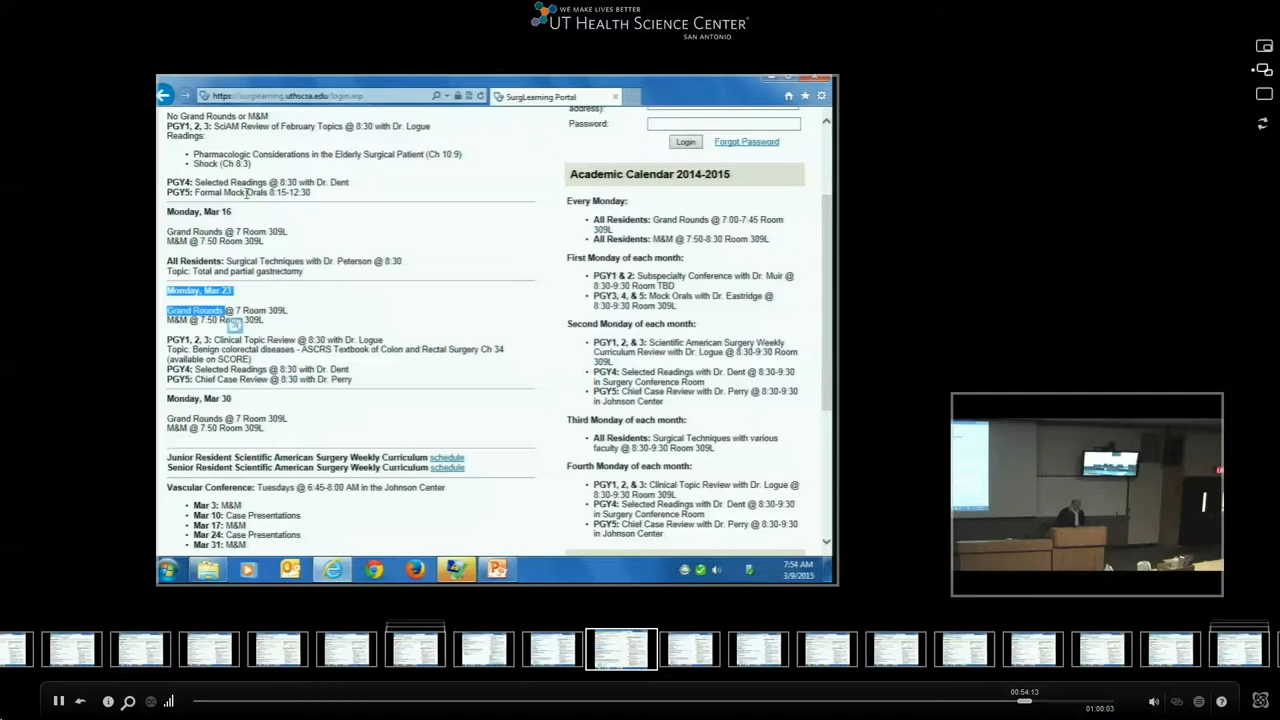 WE MAKE LIVES BETTER
UT HEALTH SCIENCE CENTER
SAN ANTONIO
https://surglearning.uthscsa.edu/login.asp
SurgLearning Portal
No Grand Rounds or M&M
PGY1, 2, 3: SciAM Review of February Topics @ 8:30 with Dr. Logue
Readings:
Pharmacologic Considerations in the Elderly Surgical Patient (Ch 10:9)
Shock (Ch 8:3)
PGY4: Selected Readings @ 8:30 with Dr. Dent
PGY5: Formal Mock Orals 8:15-12:30
Monday, Mar 16
Grand Rounds @ 7 Room 309L
M&M @ 7:50 Room 309L
All Residents: Surgical Techniques with Dr. Peterson @ 8:30
Topic: Total and partial gastrectomy
Monday, Mar 23
Grand Rounds @ 7 Room 309L
M&M @ 7:50 Room 309L
PGY1, 2, 3: Clinical Topic Review @ 8:30 with Dr. Logue
Topic: Benign colorectal diseases - ASCRS Textbook of Colon and Rectal Surgery Ch 34
(available on SCORE)
PGY4: Selected Readings @ 8:30 with Dr. Dent
PGY5: Chief Case Review @ 8:30 with Dr. Perry
Monday, Mar 30
Grand Rounds @ 7 Room 309L
M&M @ 7:50 Room 309L
Junior Resident Scientific American Surgery Weekly Curriculum schedule
Senior Resident Scientific American Surgery Weekly Curriculum schedule
Vascular Conference: Tuesdays @ 6:45-8:00 AM in the Johnson Center
Mar 3: M&M
Mar 10: Case Presentations
Mar 17: M&M
Mar 24: Case Presentations
Mar 31: M&M
address):
Password:
Login Forgot Password
Academic Calendar 2014-2015
Every Monday:
All Residents: Grand Rounds @ 7:00-7:45 Room
309L
All Residents: M&M @ 7:50-8:30 Room 309L
First Monday of each month:
PGY1 & 2: Subspecialty Conference with Dr. Muir @
8:30-9:30 Room TBD
PGY3, 4, & 5: Mock Orals with Dr. Eastridge @
8:30-9:30 Room 309L
Second Monday of each month:
PGY1, 2, & 3: Scientific American Surgery Weekly
Curriculum Review with Dr. Logue @ 8:30-9:30 Room
309L
PGY4: Selected Readings with Dr. Dent @ 8:30-9:30
in Surgery Conference Room
PGY5: Chief Case Review with Dr. Perry @ 8:30-9:30
in Johnson Center
Third Monday of each month:
All Residents: Surgical Techniques with various
faculty @ 8:30-9:30 Room 309L
Fourth Monday of each month:
PGY1, 2, & 3: Clinical Topic Review with Dr. Logue @
8:30-9:30 Room 309L
PGY4: Selected Readings with Dr. Dent @ 8:30-9:30
in Surgery Conference Room
PGY5: Chief Case Review with Dr. Perry @ 8:30-9:30
in Johnson Center
7:54 AM
3/9/2015
00:54:13
01:00:03